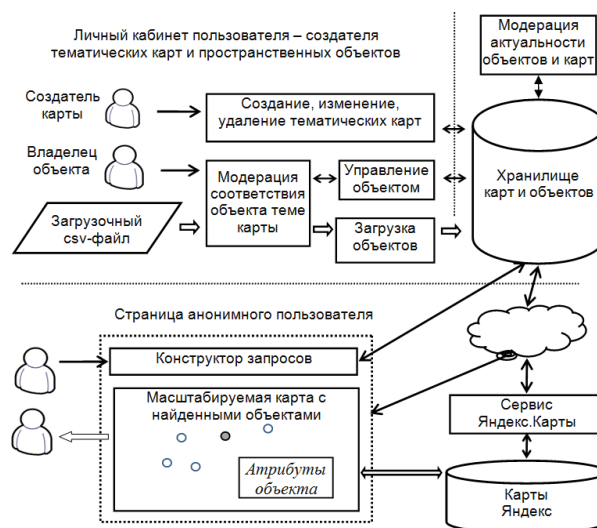 Личный кабинет пользователя – создателя
тематических карт и пространственных объектов
Модерация
актуальности
объектов и карт
Создатель
карты
Создание, изменение,
удаление тематических карт
Владелец
объекта
Модерация
соответствия
объекта теме
карты
Управление
объектом
Хранилище
карт и объектов
Загрузочный
csv-файл
Загрузка
объектов
Страница анонимного пользователя
Конструктор запросов
Масштабируемая карта с
найденными объектами
Атрибуты
объекта
Сервис
Яндекс.Карты
Карты
Яндекс